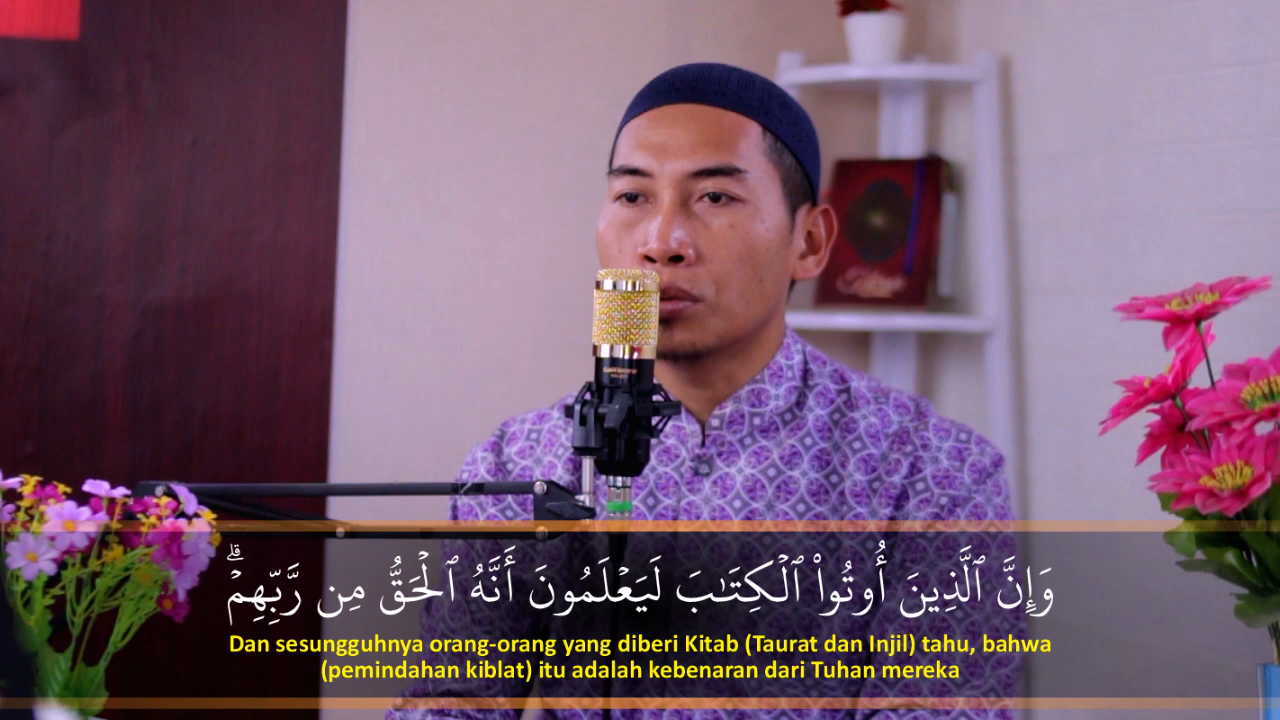 وَإِنَّ ٱلَّذِينَ أُوتُوا۟ ٱلْكِتَـٰبَ لَيَعْلَمُونَ أَنَّهُ ٱلْحَقُّ مِن رَّبِّهِمْ ۗ
Dan sesungguhnya orang-orang yang diberi Kitab (Taurat dan Injil) tahu, bahwa
(pemindahan kiblat) itu adalah kebenaran dari Tuhan mereka